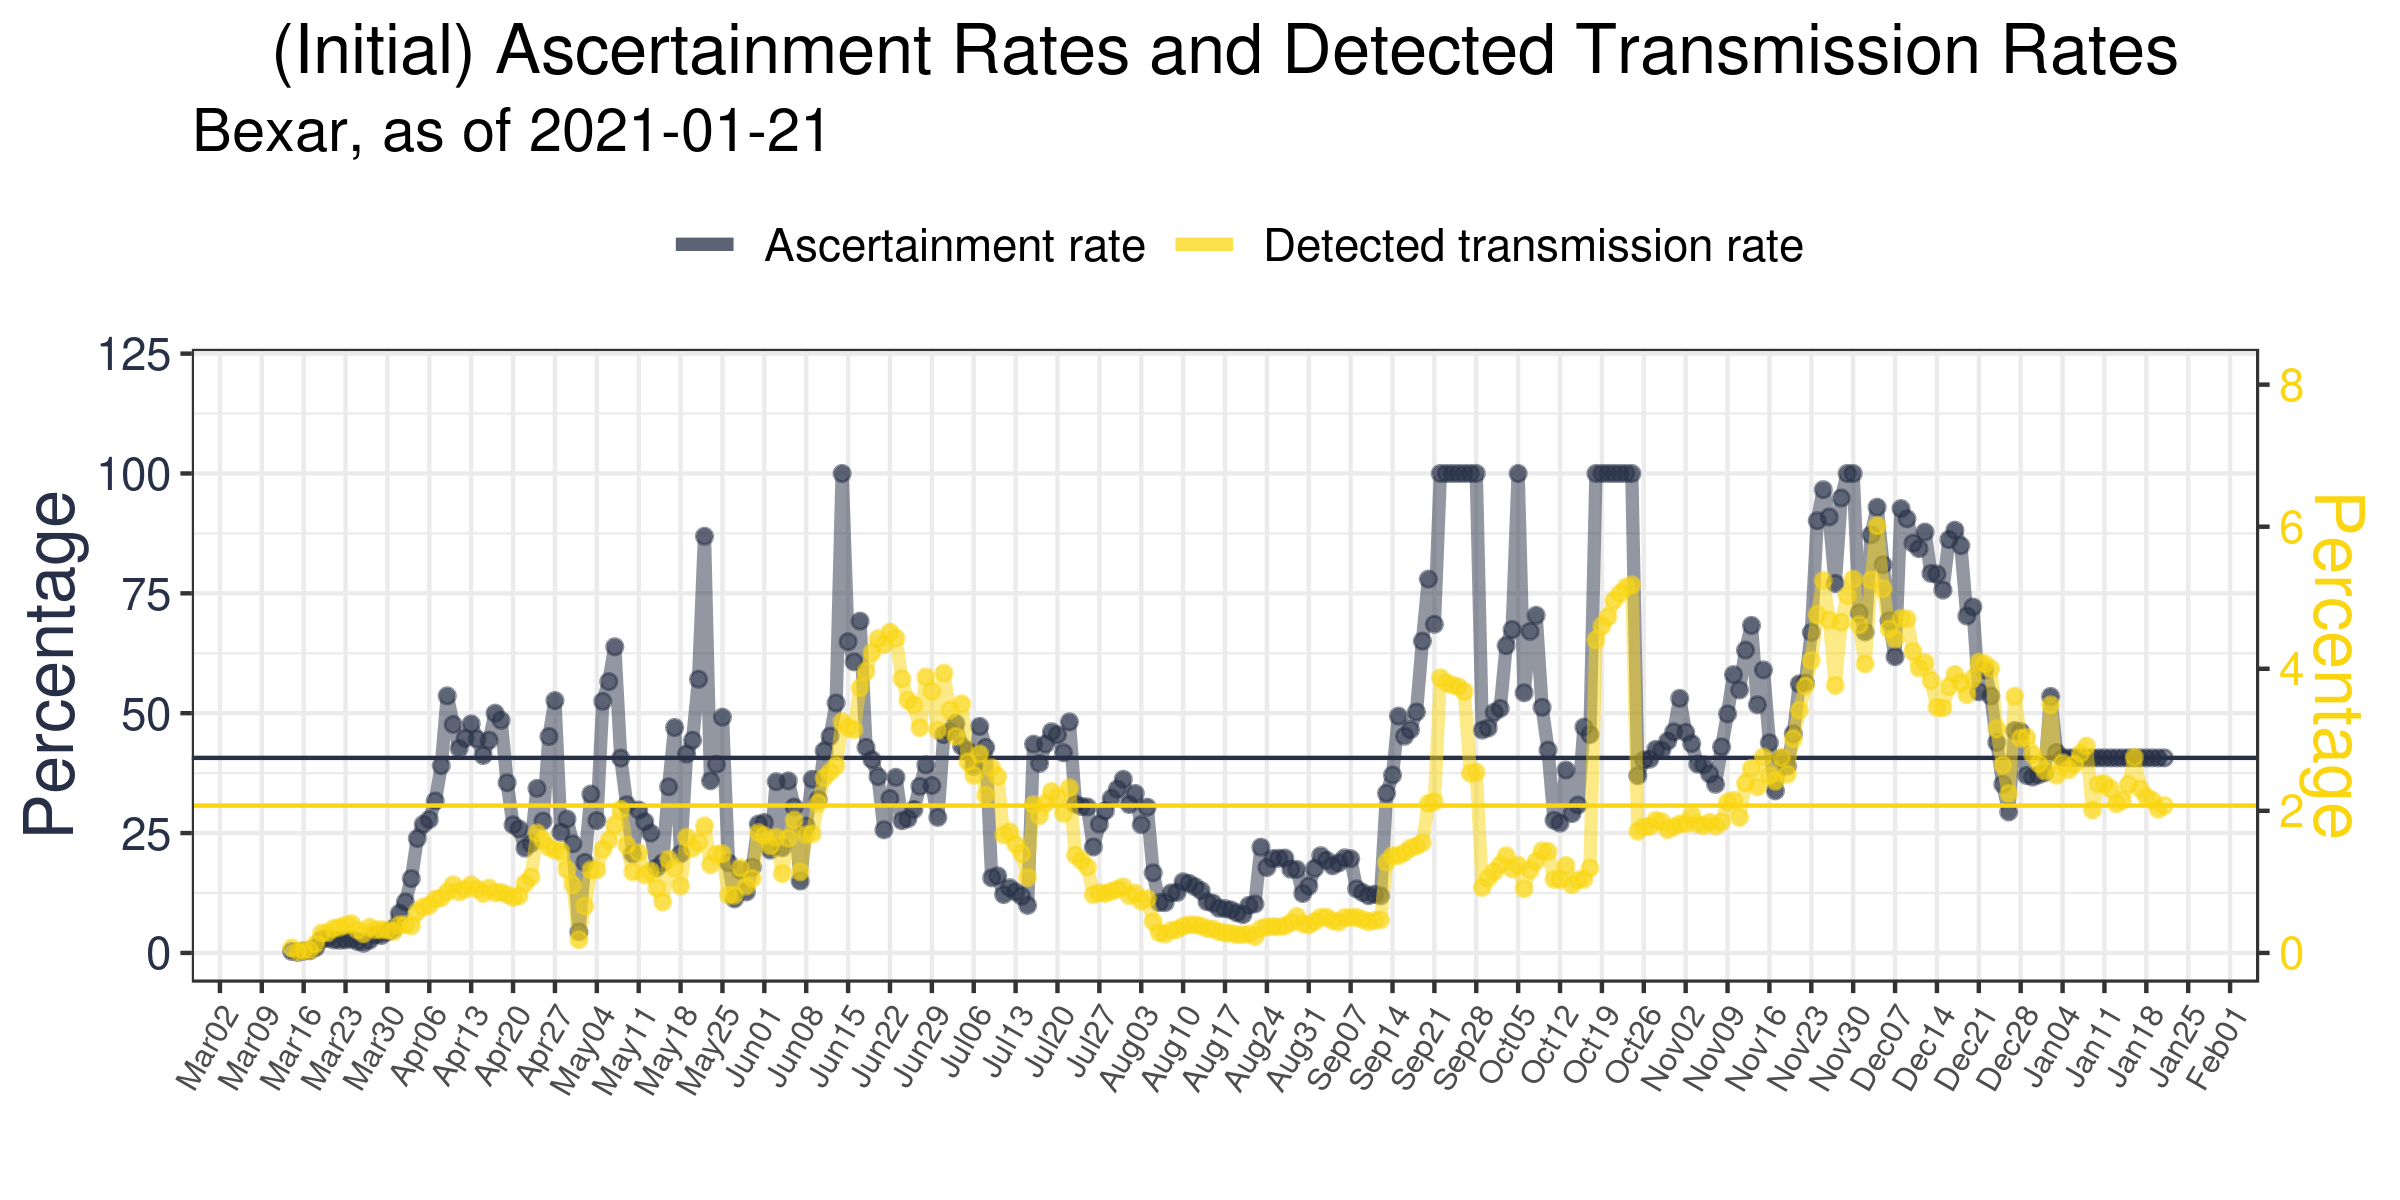 (Initial) Ascertainment Rates and Detected Transmission Rates
Bexar, as of 2021-01-21
Ascertainment rate
Detected transmission rate
Percentage
125
100
75
50
25
0
8
6
4
2
0
Percentage
Mar02
Mar09
Mar16
Mar23
Mar30
Apr06
Apr13
Apr20
Apr27
May04
May11
May18
May25
Jun01
Jun08
Jun15
Jun22
Jun29
Jul06
Jul13
Jul20
Jul27
Aug03
Aug10
Aug17
Aug24
Aug31
Sep07
Sep14
Sep21
Sep28
Oct05
Oct12
Oct19
Oct26
Nov02
Nov09
Nov16
Nov23
Nov30
Dec07
Dec14
Dec21
Dec28
Jan04
Jan11
Jan18
Jan25
Feb01